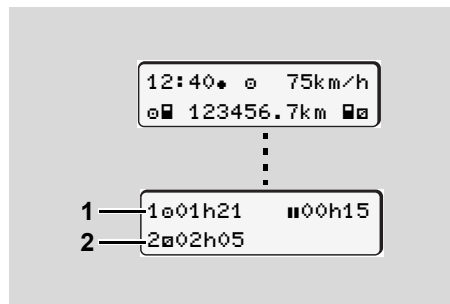 12:40● ⊙ 75km/h
⊙■ 123456.7km ■⧄
1 1⊙01h21 ▮▮00h15
2 2⧄02h05